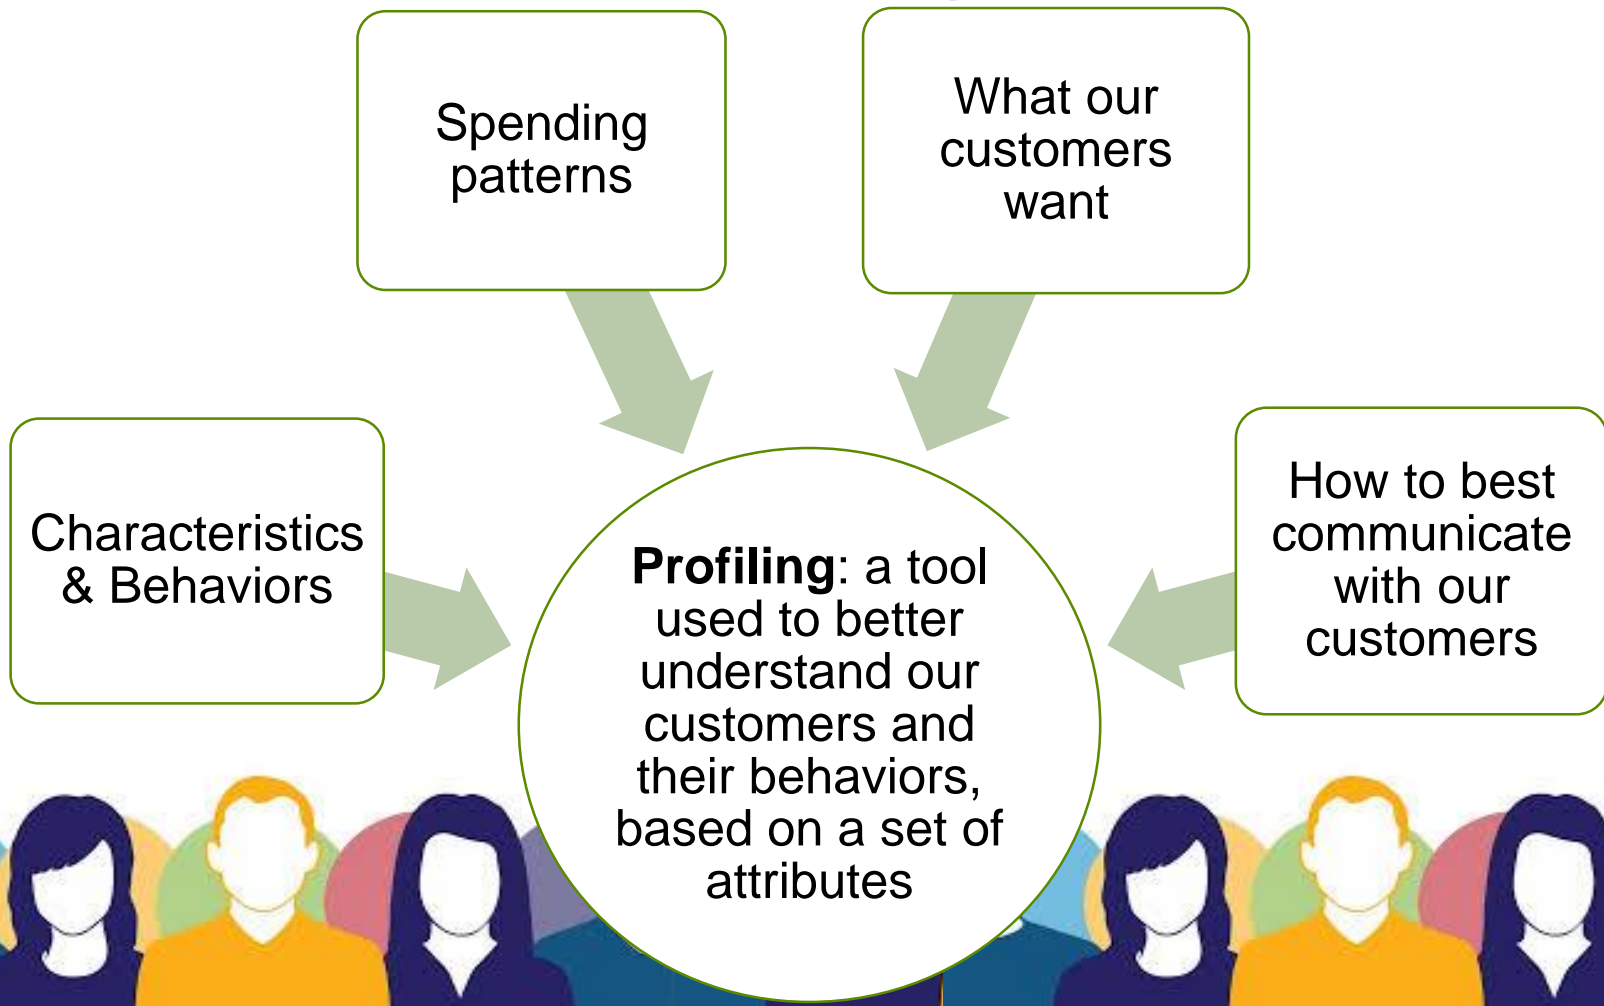 Spending
patterns
What our
customers
want
Characteristics
& Behaviors
How to best
communicate
with our
customers
Profiling: a tool
used to better
understand our
customers and
their behaviors,
based on a set of
attributes